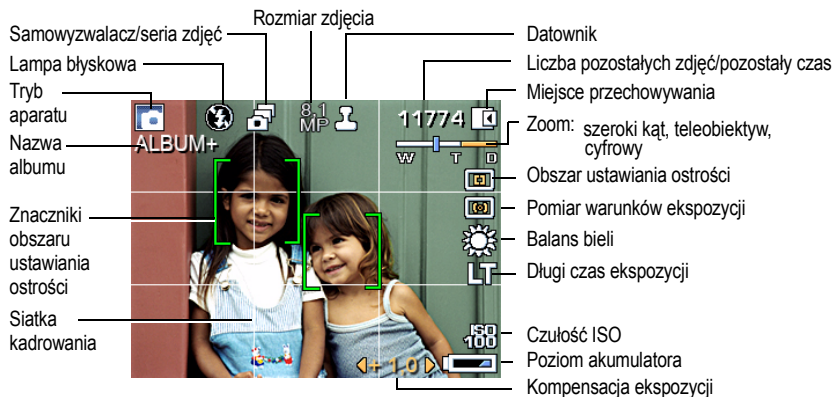 Samowyzwalacz/seria zdjęć
Rozmiar zdjęcia
Datownik
Lampa błyskowa
Liczba pozostałych zdjęć/pozostały czas
Tryb
aparatu
Miejsce przechowywania
Nazwa
albumu
Zoom: szeroki kąt, teleobiektyw,
cyfrowy
8,1
MP
11774
ALBUM+
W T D
Obszar ustawiania ostrości
Znaczniki
obszaru
ustawiania
ostrości
Pomiar warunków ekspozycji
Balans bieli
LT
Długi czas ekspozycji
Siatka
kadrowania
ISO
100
Czułość ISO
+ 1.0
Poziom akumulatora
Kompensacja ekspozycji